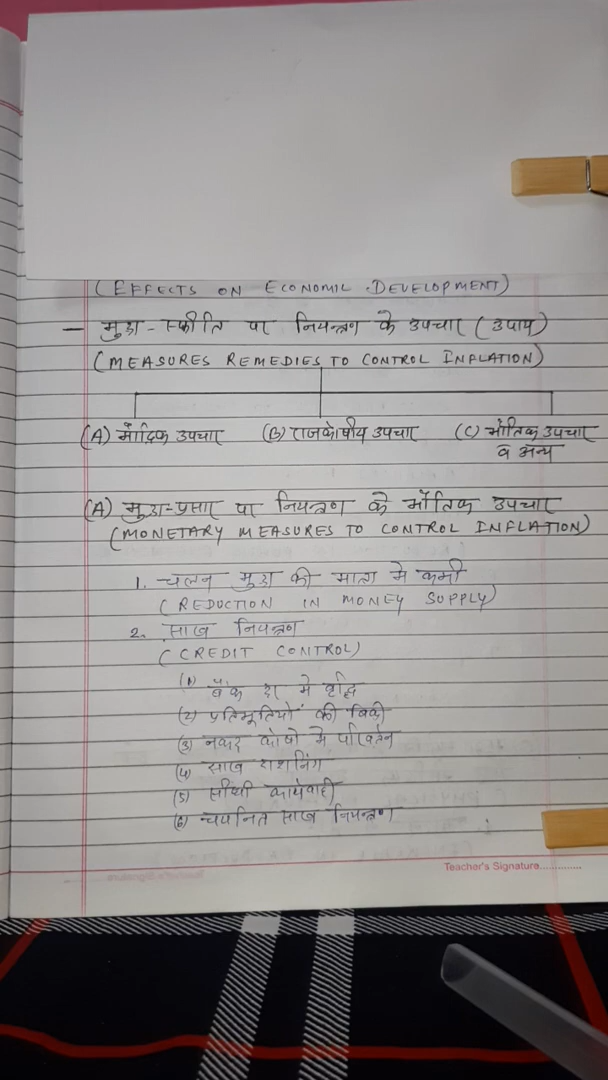 (EFFECTS ON ECONOMIC DEVELOPMENT)
— मुद्रा-स्फीति पर नियन्त्रण के उपचार (उपाय)
(MEASURES REMEDIES TO CONTROL INFLATION)
(A) मौद्रिक उपचार (B) राजकोषीय उपचार (C) भौतिक उपचार
व अन्य
(A) मुद्रा-प्रसार पर नियन्त्रण के मौतिक उपचार
(MONETARY MEASURES TO CONTROL INFLATION)
1. चलन मुद्रा की मात्रा में कमी
(REDUCTION IN MONEY SUPPLY)
2. साख नियन्त्रण
(CREDIT CONTROL)
(1) बैंक दर में वृद्धि
(2) प्रतिभूतियों की बिक्री
(3) नकद कोषो में परिवर्तन
(4) साख राशनिंग
(5) सीधी कार्यवाही
(6) चयनित साख नियन्त्रण
Teacher's Signature..............